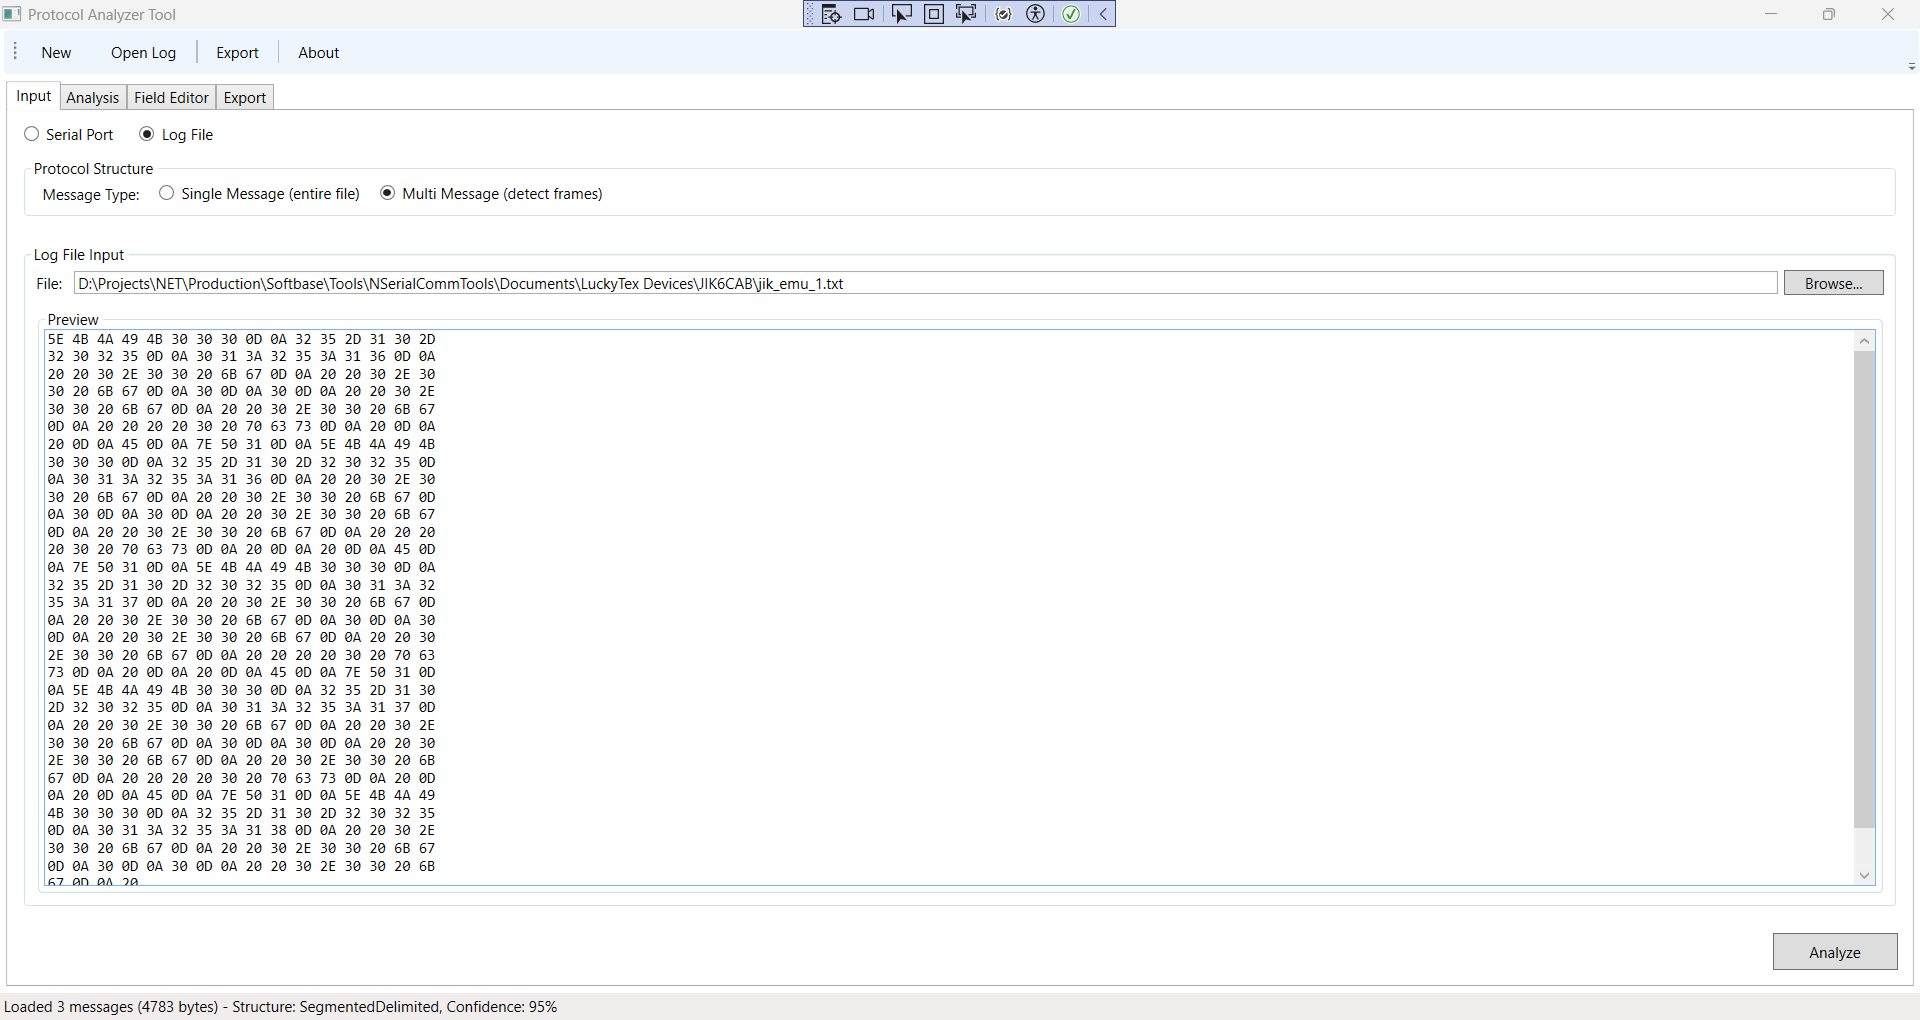 Protocol Analyzer Tool
New Open Log Export About
Input Analysis Field Editor Export
Serial Port Log File
Protocol Structure
Message Type: Single Message (entire file) Multi Message (detect frames)
Log File Input
File: D:\Projects\NET\Production\Softbase\Tools\NSerialCommTools\Documents\LuckyTex Devices\JIK6CAB\jik_emu_1.txt Browse...
Preview
5E 4B 4A 49 4B 30 30 30 0D 0A 32 35 2D 31 30 2D
32 30 32 35 0D 0A 30 31 3A 32 35 3A 31 36 0D 0A
20 20 30 2E 30 30 20 6B 67 0D 0A 20 20 30 2E 30
30 20 6B 67 0D 0A 30 0D 0A 30 0D 0A 20 20 30 2E
30 30 20 6B 67 0D 0A 20 20 30 2E 30 30 20 6B 67
0D 0A 20 20 20 20 30 20 70 63 73 0D 0A 20 0D 0A
20 0D 0A 45 0D 0A 7E 50 31 0D 0A 5E 4B 4A 49 4B
30 30 30 0D 0A 32 35 2D 31 30 2D 32 30 32 35 0D
0A 30 31 3A 32 35 3A 31 36 0D 0A 20 20 30 2E 30
30 20 6B 67 0D 0A 20 20 30 2E 30 30 20 6B 67 0D
0A 30 0D 0A 30 0D 0A 20 20 30 2E 30 30 20 6B 67
0D 0A 20 20 30 2E 30 30 20 6B 67 0D 0A 20 20 20
20 30 20 70 63 73 0D 0A 20 0D 0A 20 0D 0A 45 0D
0A 7E 50 31 0D 0A 5E 4B 4A 49 4B 30 30 30 0D 0A
32 35 2D 31 30 2D 32 30 32 35 0D 0A 30 31 3A 32
35 3A 31 37 0D 0A 20 20 30 2E 30 30 20 6B 67 0D
0A 20 20 30 2E 30 30 20 6B 67 0D 0A 30 0D 0A 30
0D 0A 20 20 30 2E 30 30 20 6B 67 0D 0A 20 20 30
2E 30 30 20 6B 67 0D 0A 20 20 20 20 30 20 70 63
73 0D 0A 20 0D 0A 20 0D 0A 45 0D 0A 7E 50 31 0D
0A 5E 4B 4A 49 4B 30 30 30 0D 0A 32 35 2D 31 30
2D 32 30 32 35 0D 0A 30 31 3A 32 35 3A 31 37 0D
0A 20 20 30 2E 30 30 20 6B 67 0D 0A 20 20 30 2E
30 30 20 6B 67 0D 0A 30 0D 0A 30 0D 0A 20 20 30
2E 30 30 20 6B 67 0D 0A 20 20 30 2E 30 30 20 6B
67 0D 0A 20 20 20 20 30 20 70 63 73 0D 0A 20 0D
0A 20 0D 0A 45 0D 0A 7E 50 31 0D 0A 5E 4B 4A 49
4B 30 30 30 0D 0A 32 35 2D 31 30 2D 32 30 32 35
0D 0A 30 31 3A 32 35 3A 31 38 0D 0A 20 20 30 2E
30 30 20 6B 67 0D 0A 20 20 30 2E 30 30 20 6B 67
0D 0A 30 0D 0A 30 0D 0A 20 20 30 2E 30 30 20 6B
67 0D 0A 20
Analyze
Loaded 3 messages (4783 bytes) - Structure: SegmentedDelimited, Confidence: 95%